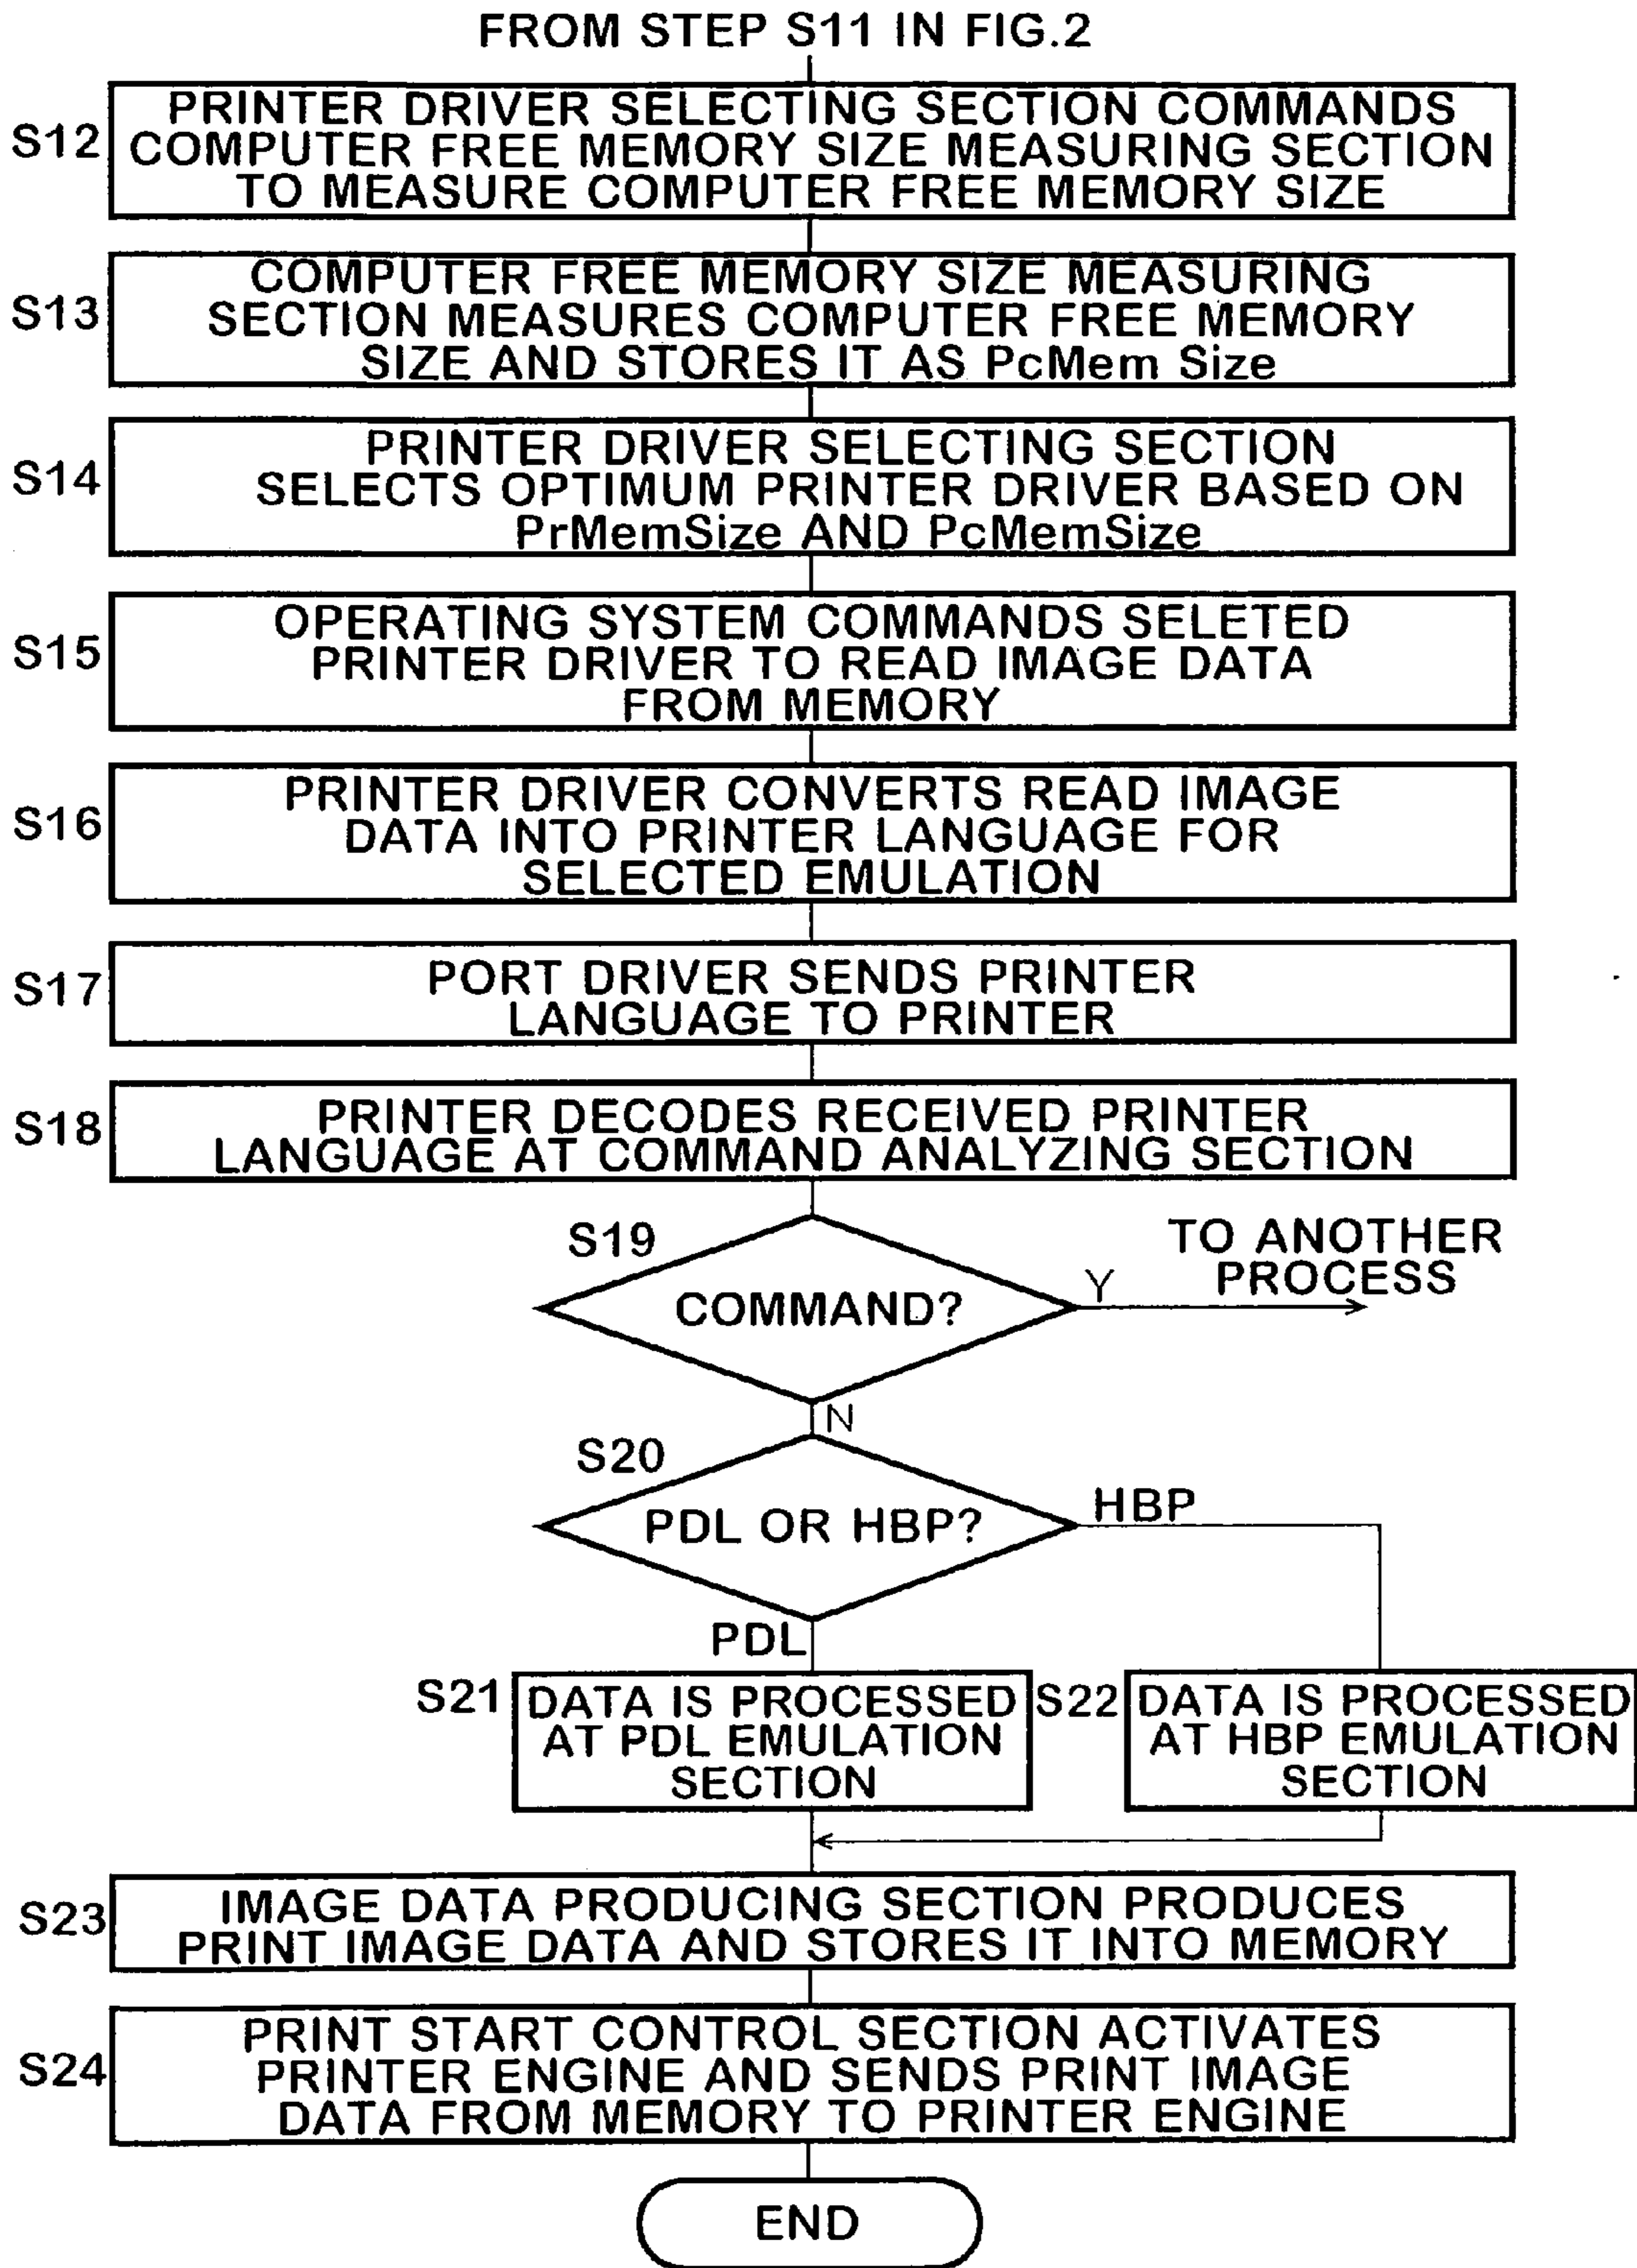 FROM STEP S11 IN FIG.2
S12
PRINTER DRIVER SELECTING SECTION COMMANDS
COMPUTER FREE MEMORY SIZE MEASURING SECTION
TO MEASURE COMPUTER FREE MEMORY SIZE
S13
COMPUTER FREE MEMORY SIZE MEASURING
SECTION MEASURES COMPUTER FREE MEMORY
SIZE AND STORES IT AS PcMem Size
S14
PRINTER DRIVER SELECTING SECTION
SELECTS OPTIMUM PRINTER DRIVER BASED ON
PrMemSize AND PcMemSize
S15
OPERATING SYSTEM COMMANDS SELETED
PRINTER DRIVER TO READ IMAGE DATA
FROM MEMORY
S16
PRINTER DRIVER CONVERTS READ IMAGE
DATA INTO PRINTER LANGUAGE FOR
SELECTED EMULATION
S17
PORT DRIVER SENDS PRINTER
LANGUAGE TO PRINTER
S18
PRINTER DECODES RECEIVED PRINTER
LANGUAGE AT COMMAND ANALYZING SECTION
S19
COMMAND?
Y
TO ANOTHER
PROCESS
N
S20
PDL OR HBP?
HBP
PDL
S21
DATA IS PROCESSED
AT PDL EMULATION
SECTION
S22
DATA IS PROCESSED
AT HBP EMULATION
SECTION
S23
IMAGE DATA PRODUCING SECTION PRODUCES
PRINT IMAGE DATA AND STORES IT INTO MEMORY
S24
PRINT START CONTROL SECTION ACTIVATES
PRINTER ENGINE AND SENDS PRINT IMAGE
DATA FROM MEMORY TO PRINTER ENGINE
END